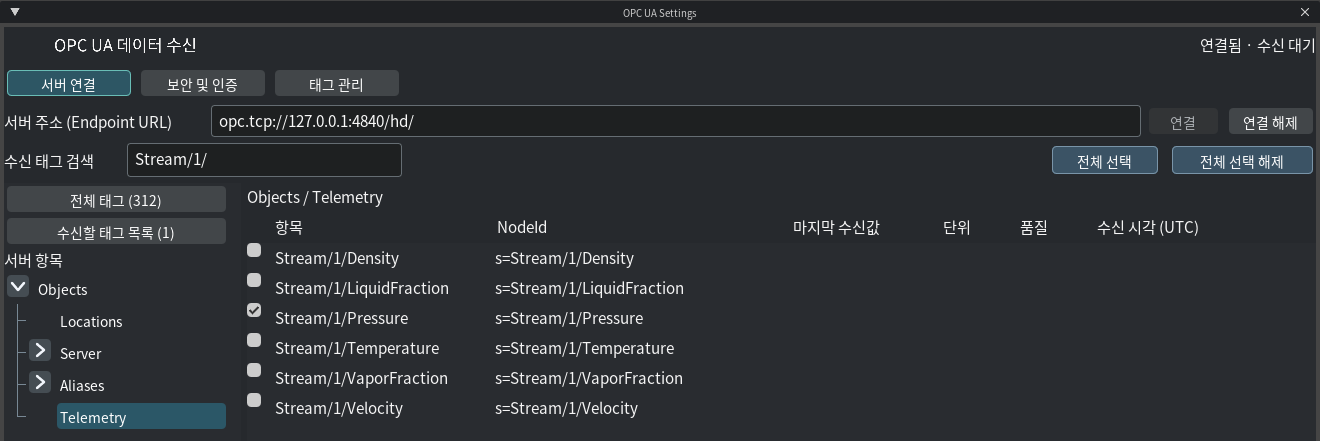 OPC UA Settings
OPC UA 데이터 수신
연결됨 · 수신 대기
서버 연결 보안 및 인증 태그 관리
서버 주소 (Endpoint URL) opc.tcp://127.0.0.1:4840/hd/ 연결 연결 해제
수신 태그 검색 Stream/1/ 전체 선택 전체 선택 해제
전체 태그 (312)
수신할 태그 목록 (1)
서버 항목
Objects
Locations
Server
Aliases
Telemetry
Objects / Telemetry
항목 NodeId 마지막 수신값 단위 품질 수신 시각 (UTC)
Stream/1/Density s=Stream/1/Density
Stream/1/LiquidFraction s=Stream/1/LiquidFraction
Stream/1/Pressure s=Stream/1/Pressure
Stream/1/Temperature s=Stream/1/Temperature
Stream/1/VaporFraction s=Stream/1/VaporFraction
Stream/1/Velocity s=Stream/1/Velocity